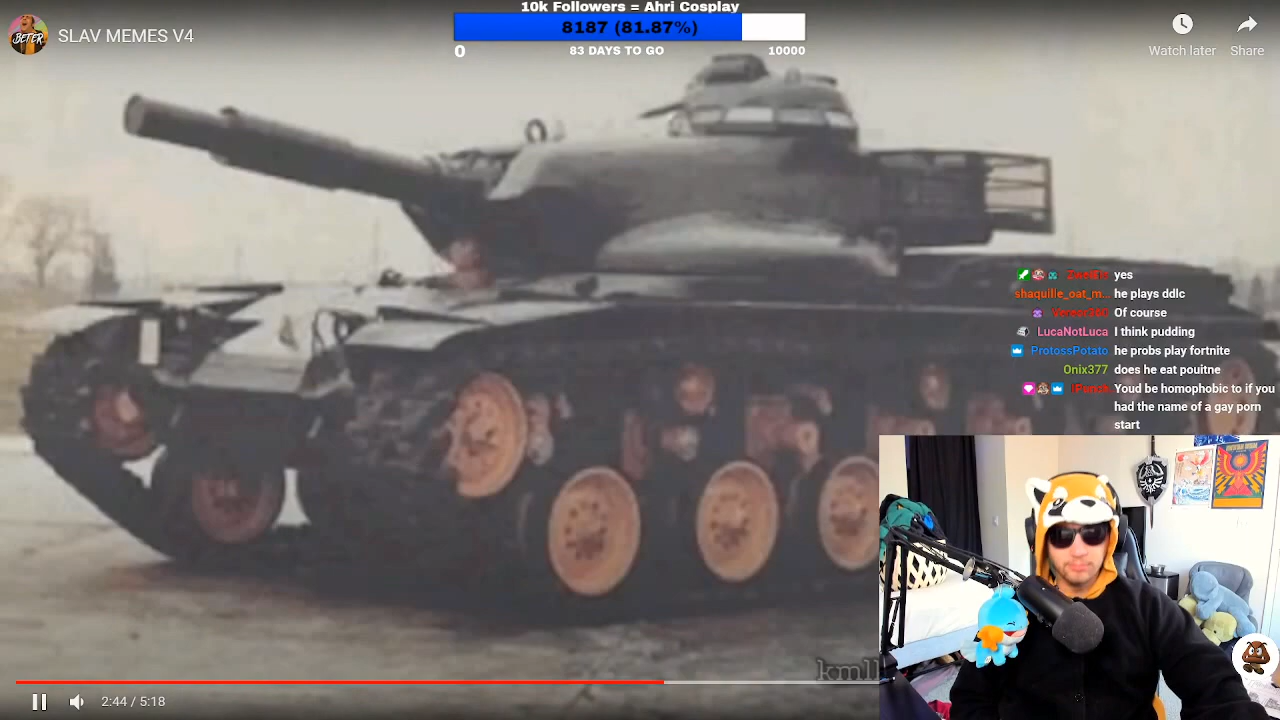 10k Followers = Ahri Cosplay
8187 (81.87%)
0 83 DAYS TO GO 10000
BETER
SLAV MEMES V4
Watch later Share
yes
shaquille_oat_m... he plays ddlc
Of course
LucaNotLuca I think pudding
ProtossPotato he probs play fortnite
Onix377 does he eat pouitne
Youd be homophobic to if you
had the name of a gay porn
start
2:44 / 5:18